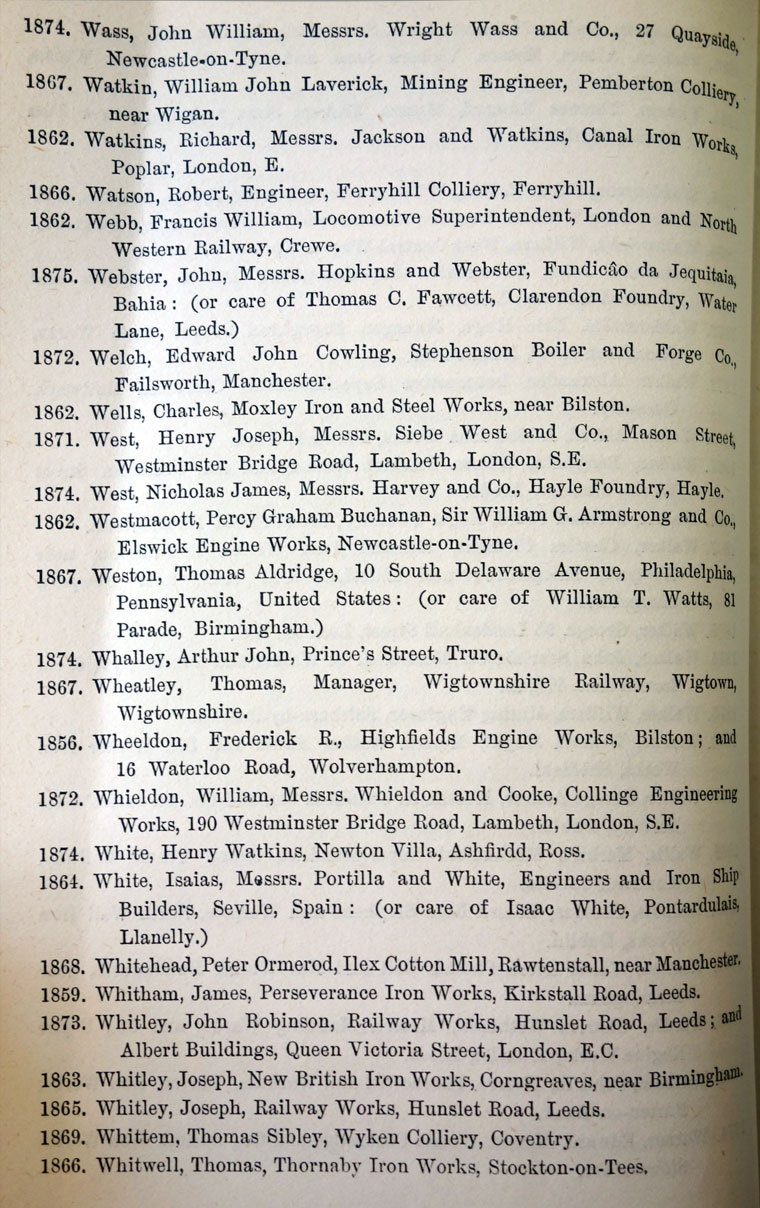 1874. Wass, John William, Messrs. Wright Wass and Co., 27 Quayside,
Newcastle-on-Tyne.
1867. Watkin, William John Laverick, Mining Engineer, Pemberton Colliery,
near Wigan.
1862. Watkins, Richard, Messrs. Jackson and Watkins, Canal Iron Works,
Poplar, London, E.
1866. Watson, Robert, Engineer, Ferryhill Colliery, Ferryhill.
1862. Webb, Francis William, Locomotive Superintendent, London and North
Western Railway, Crewe.
1875. Webster, John, Messrs. Hopkins and Webster, Fundicâo da Jequitaia,
Bahia: (or care of Thomas C. Fawcett, Clarendon Foundry, Water
Lane, Leeds.)
1872. Welch, Edward John Cowling, Stephenson Boiler and Forge Co.,
Failsworth, Manchester.
1862. Wells, Charles, Moxley Iron and Steel Works, near Bilston.
1871. West, Henry Joseph, Messrs. Siebe West and Co., Mason Street,
Westminster Bridge Road, Lambeth, London, S.E.
1874. West, Nicholas James, Messrs. Harvey and Co., Hayle Foundry, Hayle.
1862. Westmacott, Percy Graham Buchanan, Sir William G. Armstrong and Co.,
Elswick Engine Works, Newcastle-on-Tyne.
1867. Weston, Thomas Aldridge, 10 South Delaware Avenue, Philadelphia,
Pennsylvania, United States: (or care of William T. Watts, 81
Parade, Birmingham.)
1874. Whalley, Arthur John, Prince's Street, Truro.
1867. Wheatley, Thomas, Manager, Wigtownshire Railway, Wigtown,
Wigtownshire.
1856. Wheeldon, Frederick R., Highfields Engine Works, Bilston; and
16 Waterloo Road, Wolverhampton.
1872. Whieldon, William, Messrs. Whieldon and Cooke, Collinge Engineering
Works, 190 Westminster Bridge Road, Lambeth, London, S.E.
1874. White, Henry Watkins, Newton Villa, Ashfirdd, Ross.
1864. White, Isaias, Messrs. Portilla and White, Engineers and Iron Ship
Builders, Seville, Spain: (or care of Isaac White, Pontardulais,
Llanelly.)
1868. Whitehead, Peter Ormerod, Ilex Cotton Mill, Rawtenstall, near Manchester.
1859. Whitham, James, Perseverance Iron Works, Kirkstall Road, Leeds.
1873. Whitley, John Robinson, Railway Works, Hunslet Road, Leeds; and
Albert Buildings, Queen Victoria Street, London, E.C.
1863. Whitley, Joseph, New British Iron Works, Corngreaves, near Birmingham.
1865. Whitley, Joseph, Railway Works, Hunslet Road, Leeds.
1869. Whittem, Thomas Sibley, Wyken Colliery, Coventry.
1866. Whitwell, Thomas, Thornaby Iron Works, Stockton-on-Tees.